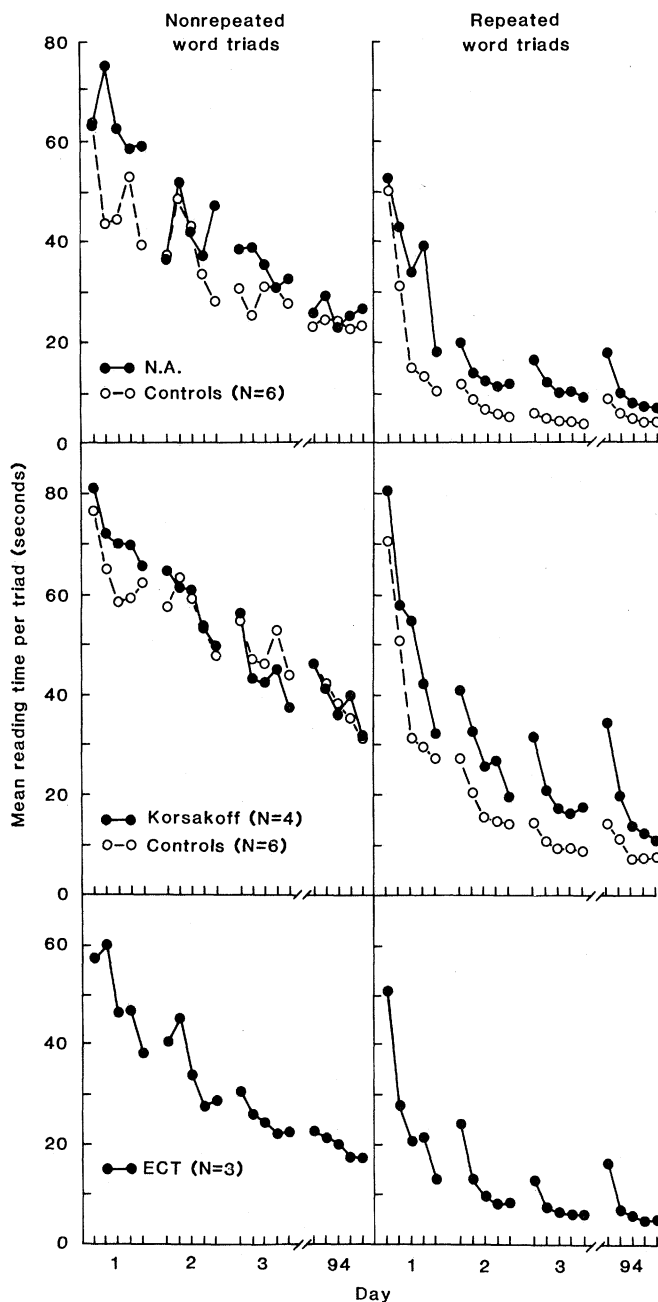 Nonrepeated
word triads
Repeated
word triads
80
60
40
20
0
N.A.
Controls (N=6)
Mean reading time per triad (seconds)
80
60
40
20
0
Korsakoff (N=4)
Controls (N=6)
60
40
20
0
ECT (N=3)
1 2 3 94 1 2 3 94
Day